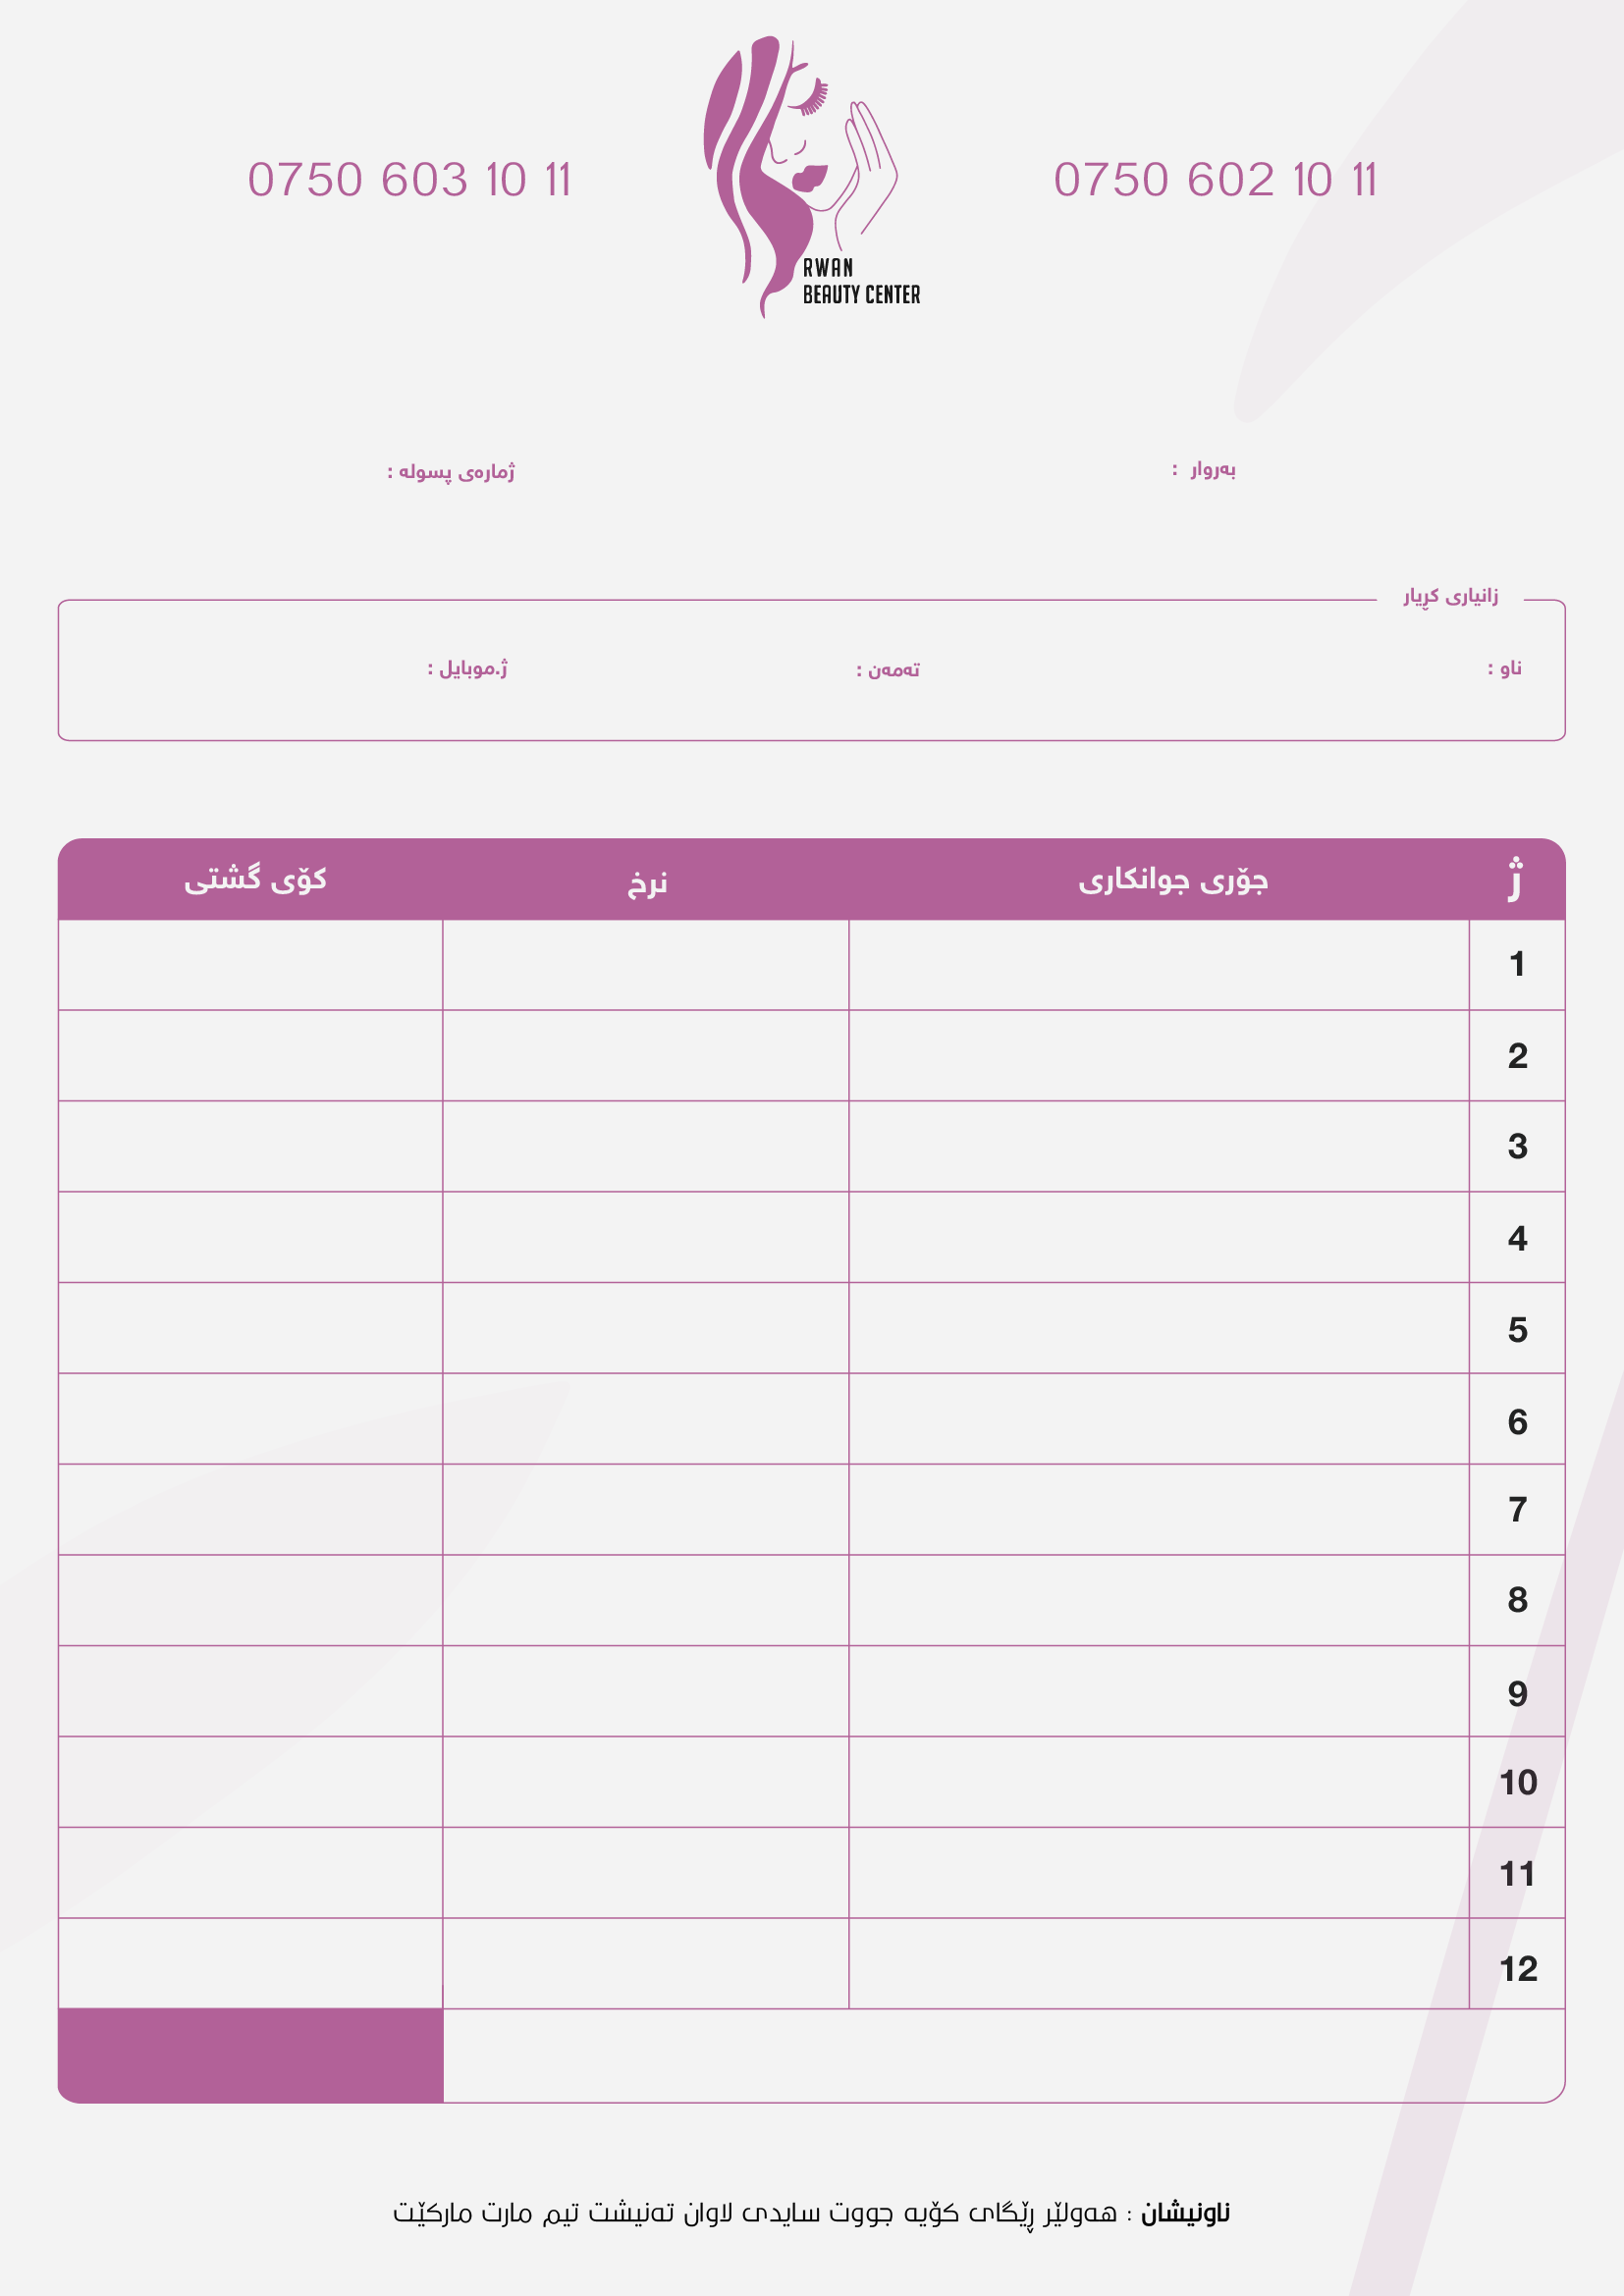 0750 603 10 11
0750 602 10 11
RWAN
BEAUTY CENTER
بەروار :
ژمارەی پسولە :
زانیاری کڕیار
ناو :
تەمەن :
ژ.موبایل :
ژ جۆری جوانکاری نرخ کۆی گشتی
1
2
3
4
5
6
7
8
9
10
11
12
ناونیشان : هەولێر ڕێگای کۆیە جووت سایدی لاوان تەنیشت تیم مارت مارکێت